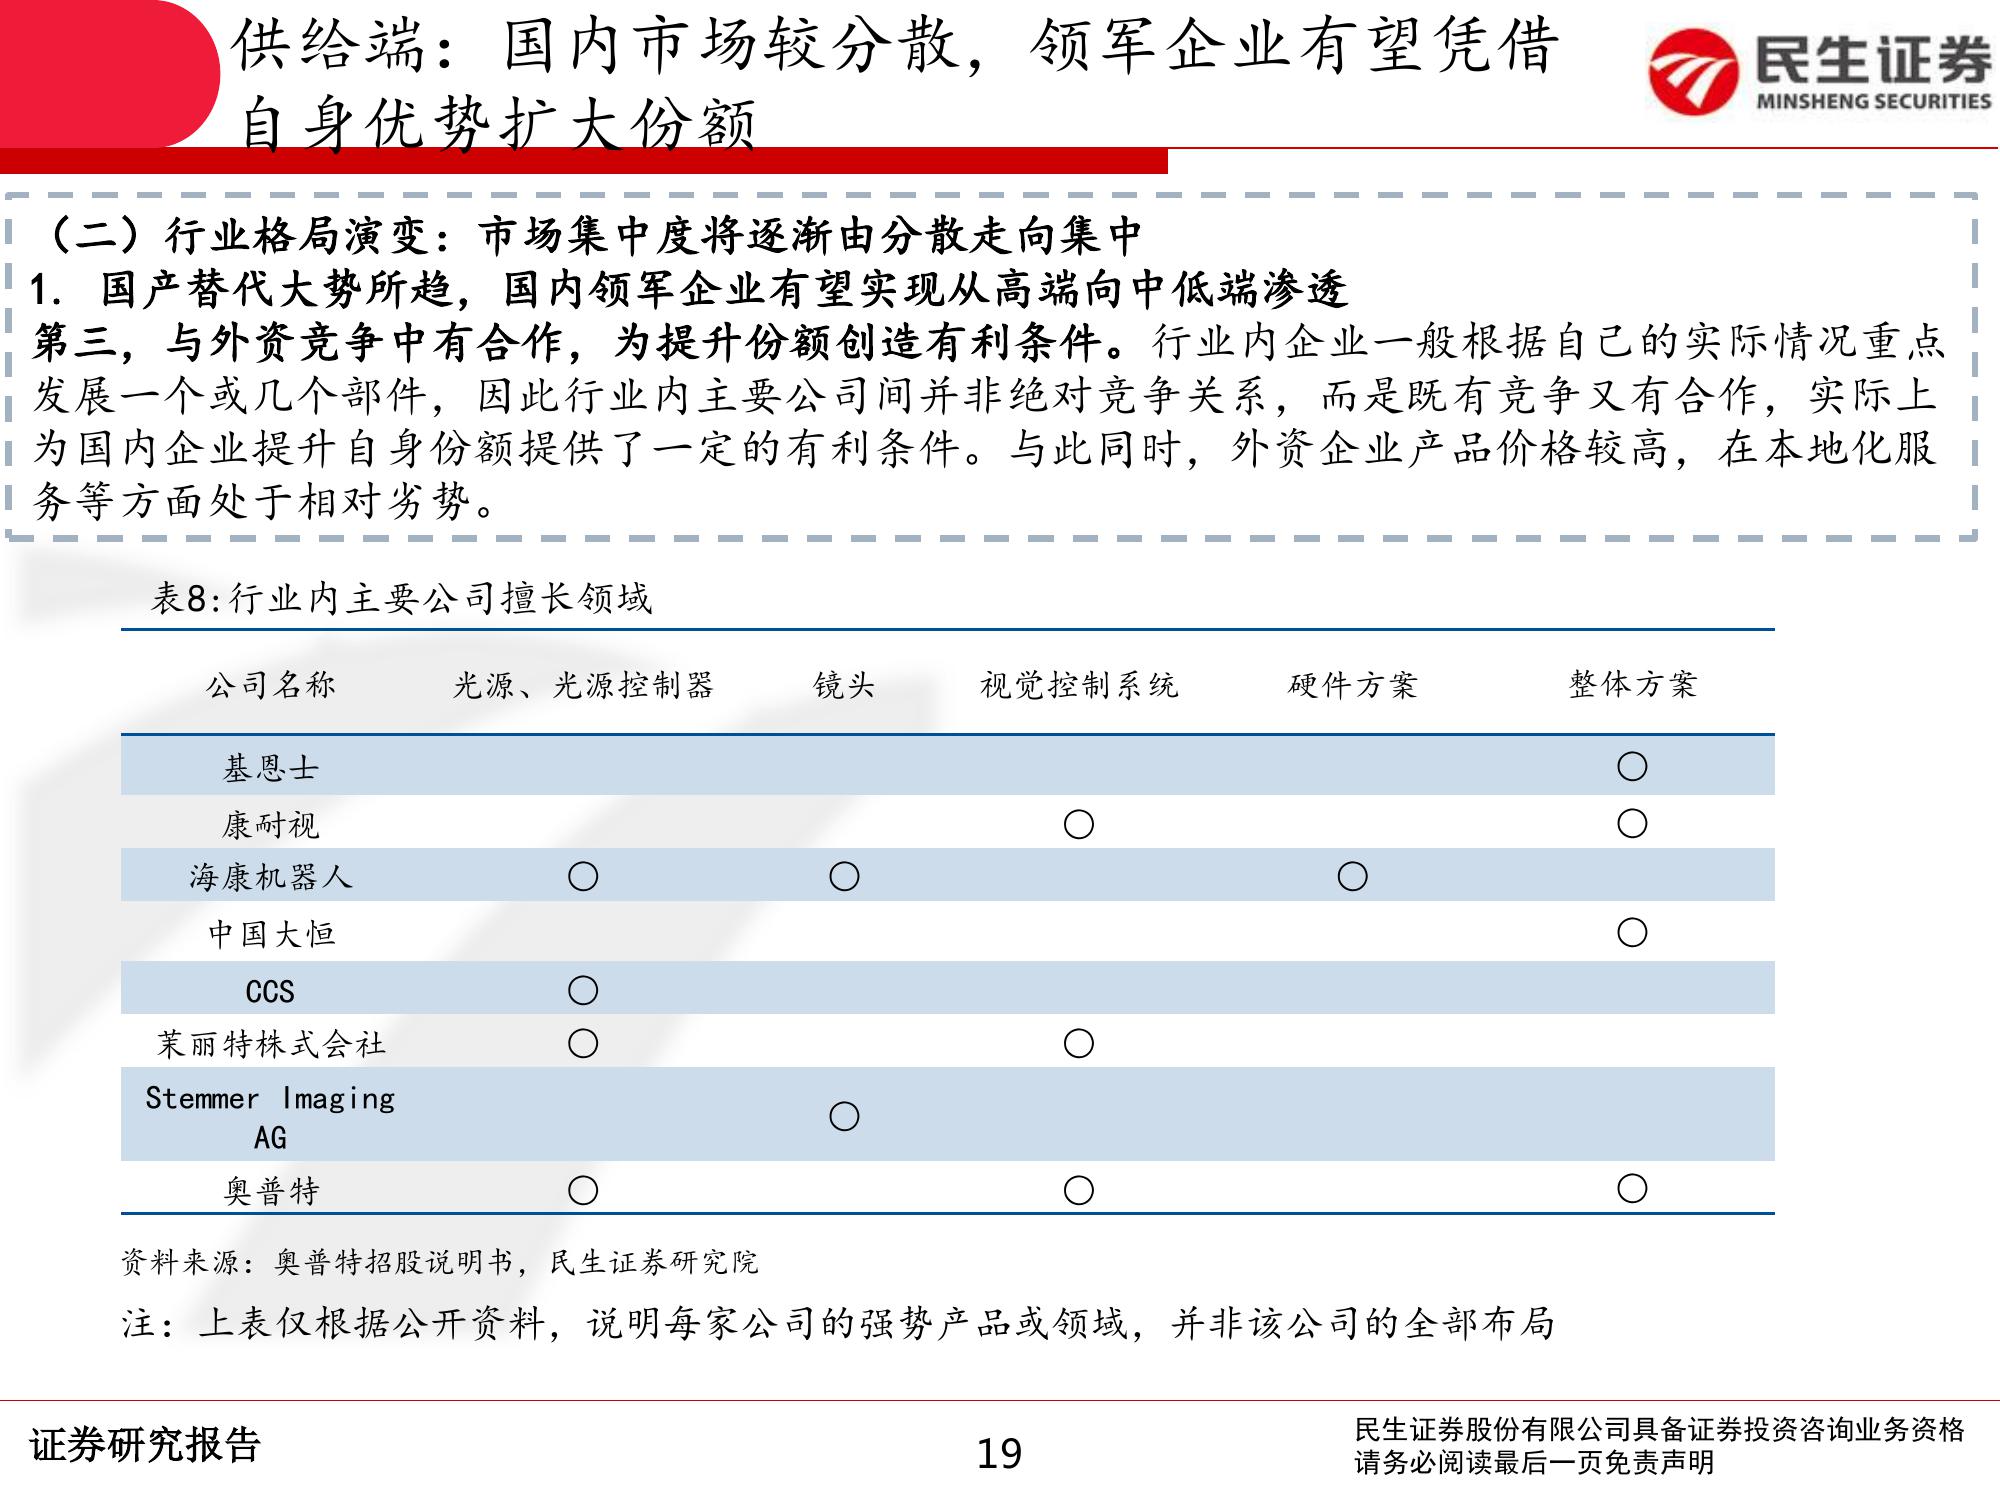 供给端：国内市场较分散，领军企业有望凭借
自身优势扩大份额
民生证券
MINSHENG SECURITIES
（二）行业格局演变：市场集中度将逐渐由分散走向集中
1. 国产替代大势所趋，国内领军企业有望实现从高端向中低端渗透
第三，与外资竞争中有合作，为提升份额创造有利条件。行业内企业一般根据自己的实际情况重点
发展一个或几个部件，因此行业内主要公司间并非绝对竞争关系，而是既有竞争又有合作，实际上
为国内企业提升自身份额提供了一定的有利条件。与此同时，外资企业产品价格较高，在本地化服
务等方面处于相对劣势。
表8:行业内主要公司擅长领域
公司名称 光源、光源控制器 镜头 视觉控制系统 硬件方案 整体方案
基恩士 ○
康耐视 ○ ○
海康机器人 ○ ○ ○
中国大恒 ○
CCS ○
茉丽特株式会社 ○ ○
Stemmer Imaging
AG ○
奥普特 ○ ○ ○
资料来源：奥普特招股说明书，民生证券研究院
注：上表仅根据公开资料，说明每家公司的强势产品或领域，并非该公司的全部布局
证券研究报告
19
民生证券股份有限公司具备证券投资咨询业务资格
请务必阅读最后一页免责声明